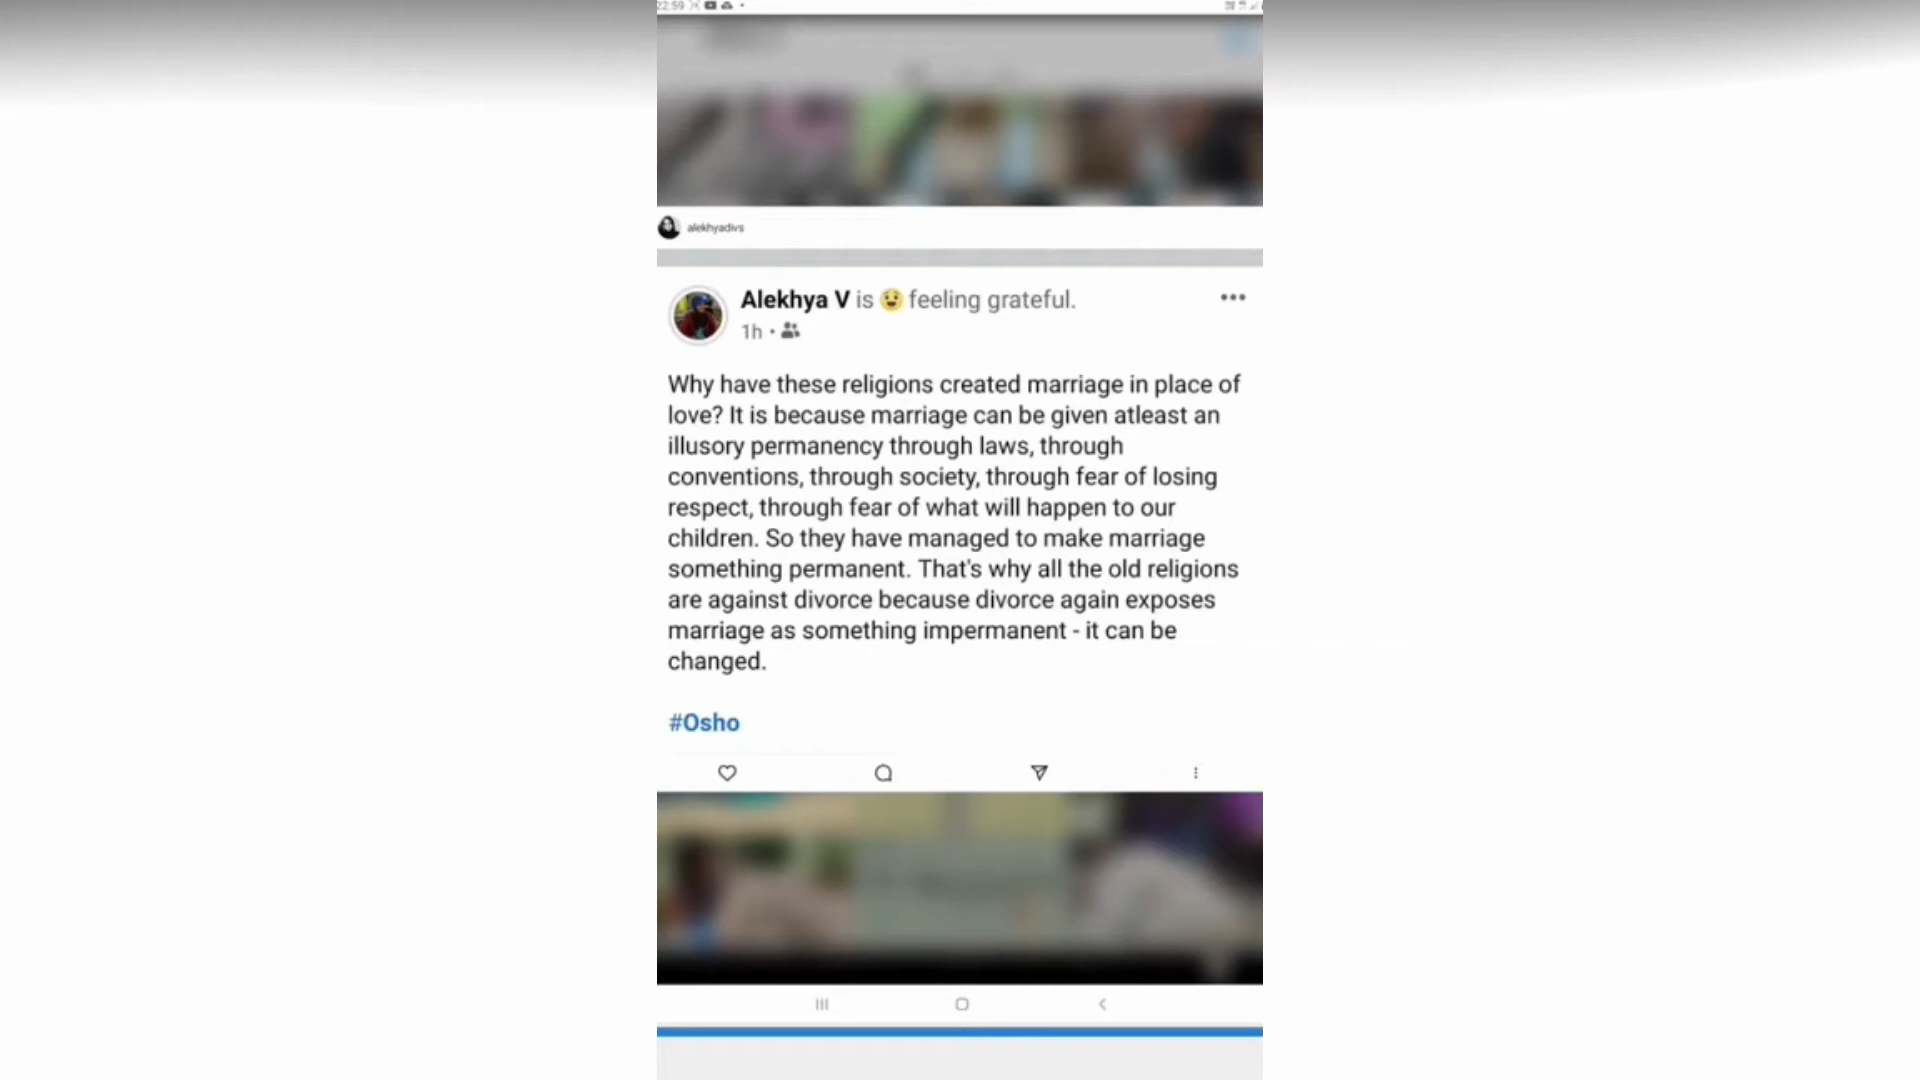 22:59
alekhyadivs
Alekhya V is 😉 feeling grateful.
1h •
Why have these religions created marriage in place of
love? It is because marriage can be given atleast an
illusory permanency through laws, through
conventions, through society, through fear of losing
respect, through fear of what will happen to our
children. So they have managed to make marriage
something permanent. That's why all the old religions
are against divorce because divorce again exposes
marriage as something impermanent - it can be
changed.
#Osho